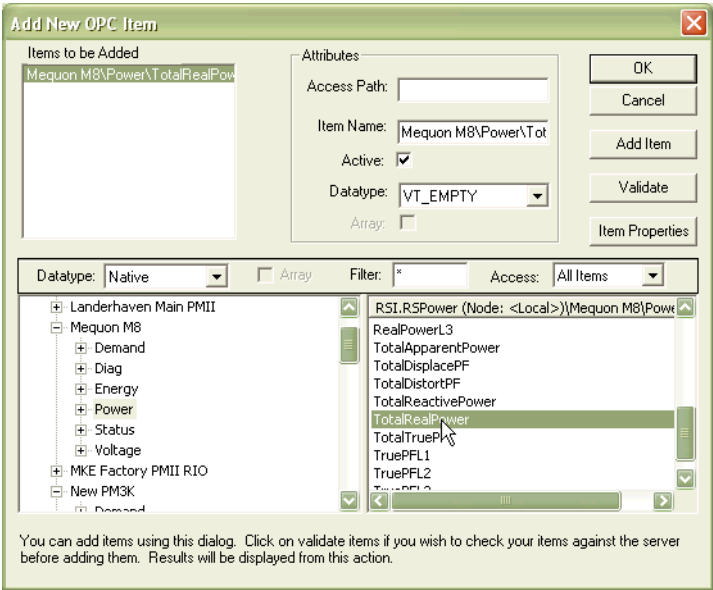 Add New OPC Item
Items to be Added
Mequon M8\Power\TotalRealPow
Attributes
Access Path:
Item Name: Mequon M8\Power\Tot
Active:
Datatype: VT_EMPTY
Array:
OK
Cancel
Add Item
Validate
Item Properties
Datatype: Native Array Filter: * Access: All Items
Landerhaven Main PMII
Mequon M8
Demand
Diag
Energy
Power
Status
Voltage
MKE Factory PMII RIO
New PM3K
Demand
RSI.RSPower (Node: <Local>)\Mequon M8\Powe
RealPowerL3
TotalApparentPower
TotalDisplacePF
TotalDistortPF
TotalReactivePower
TotalRealPower
TotalTrueP
TruePFL1
TruePFL2
You can add items using this dialog. Click on validate items if you wish to check your items against the server
before adding them. Results will be displayed from this action.